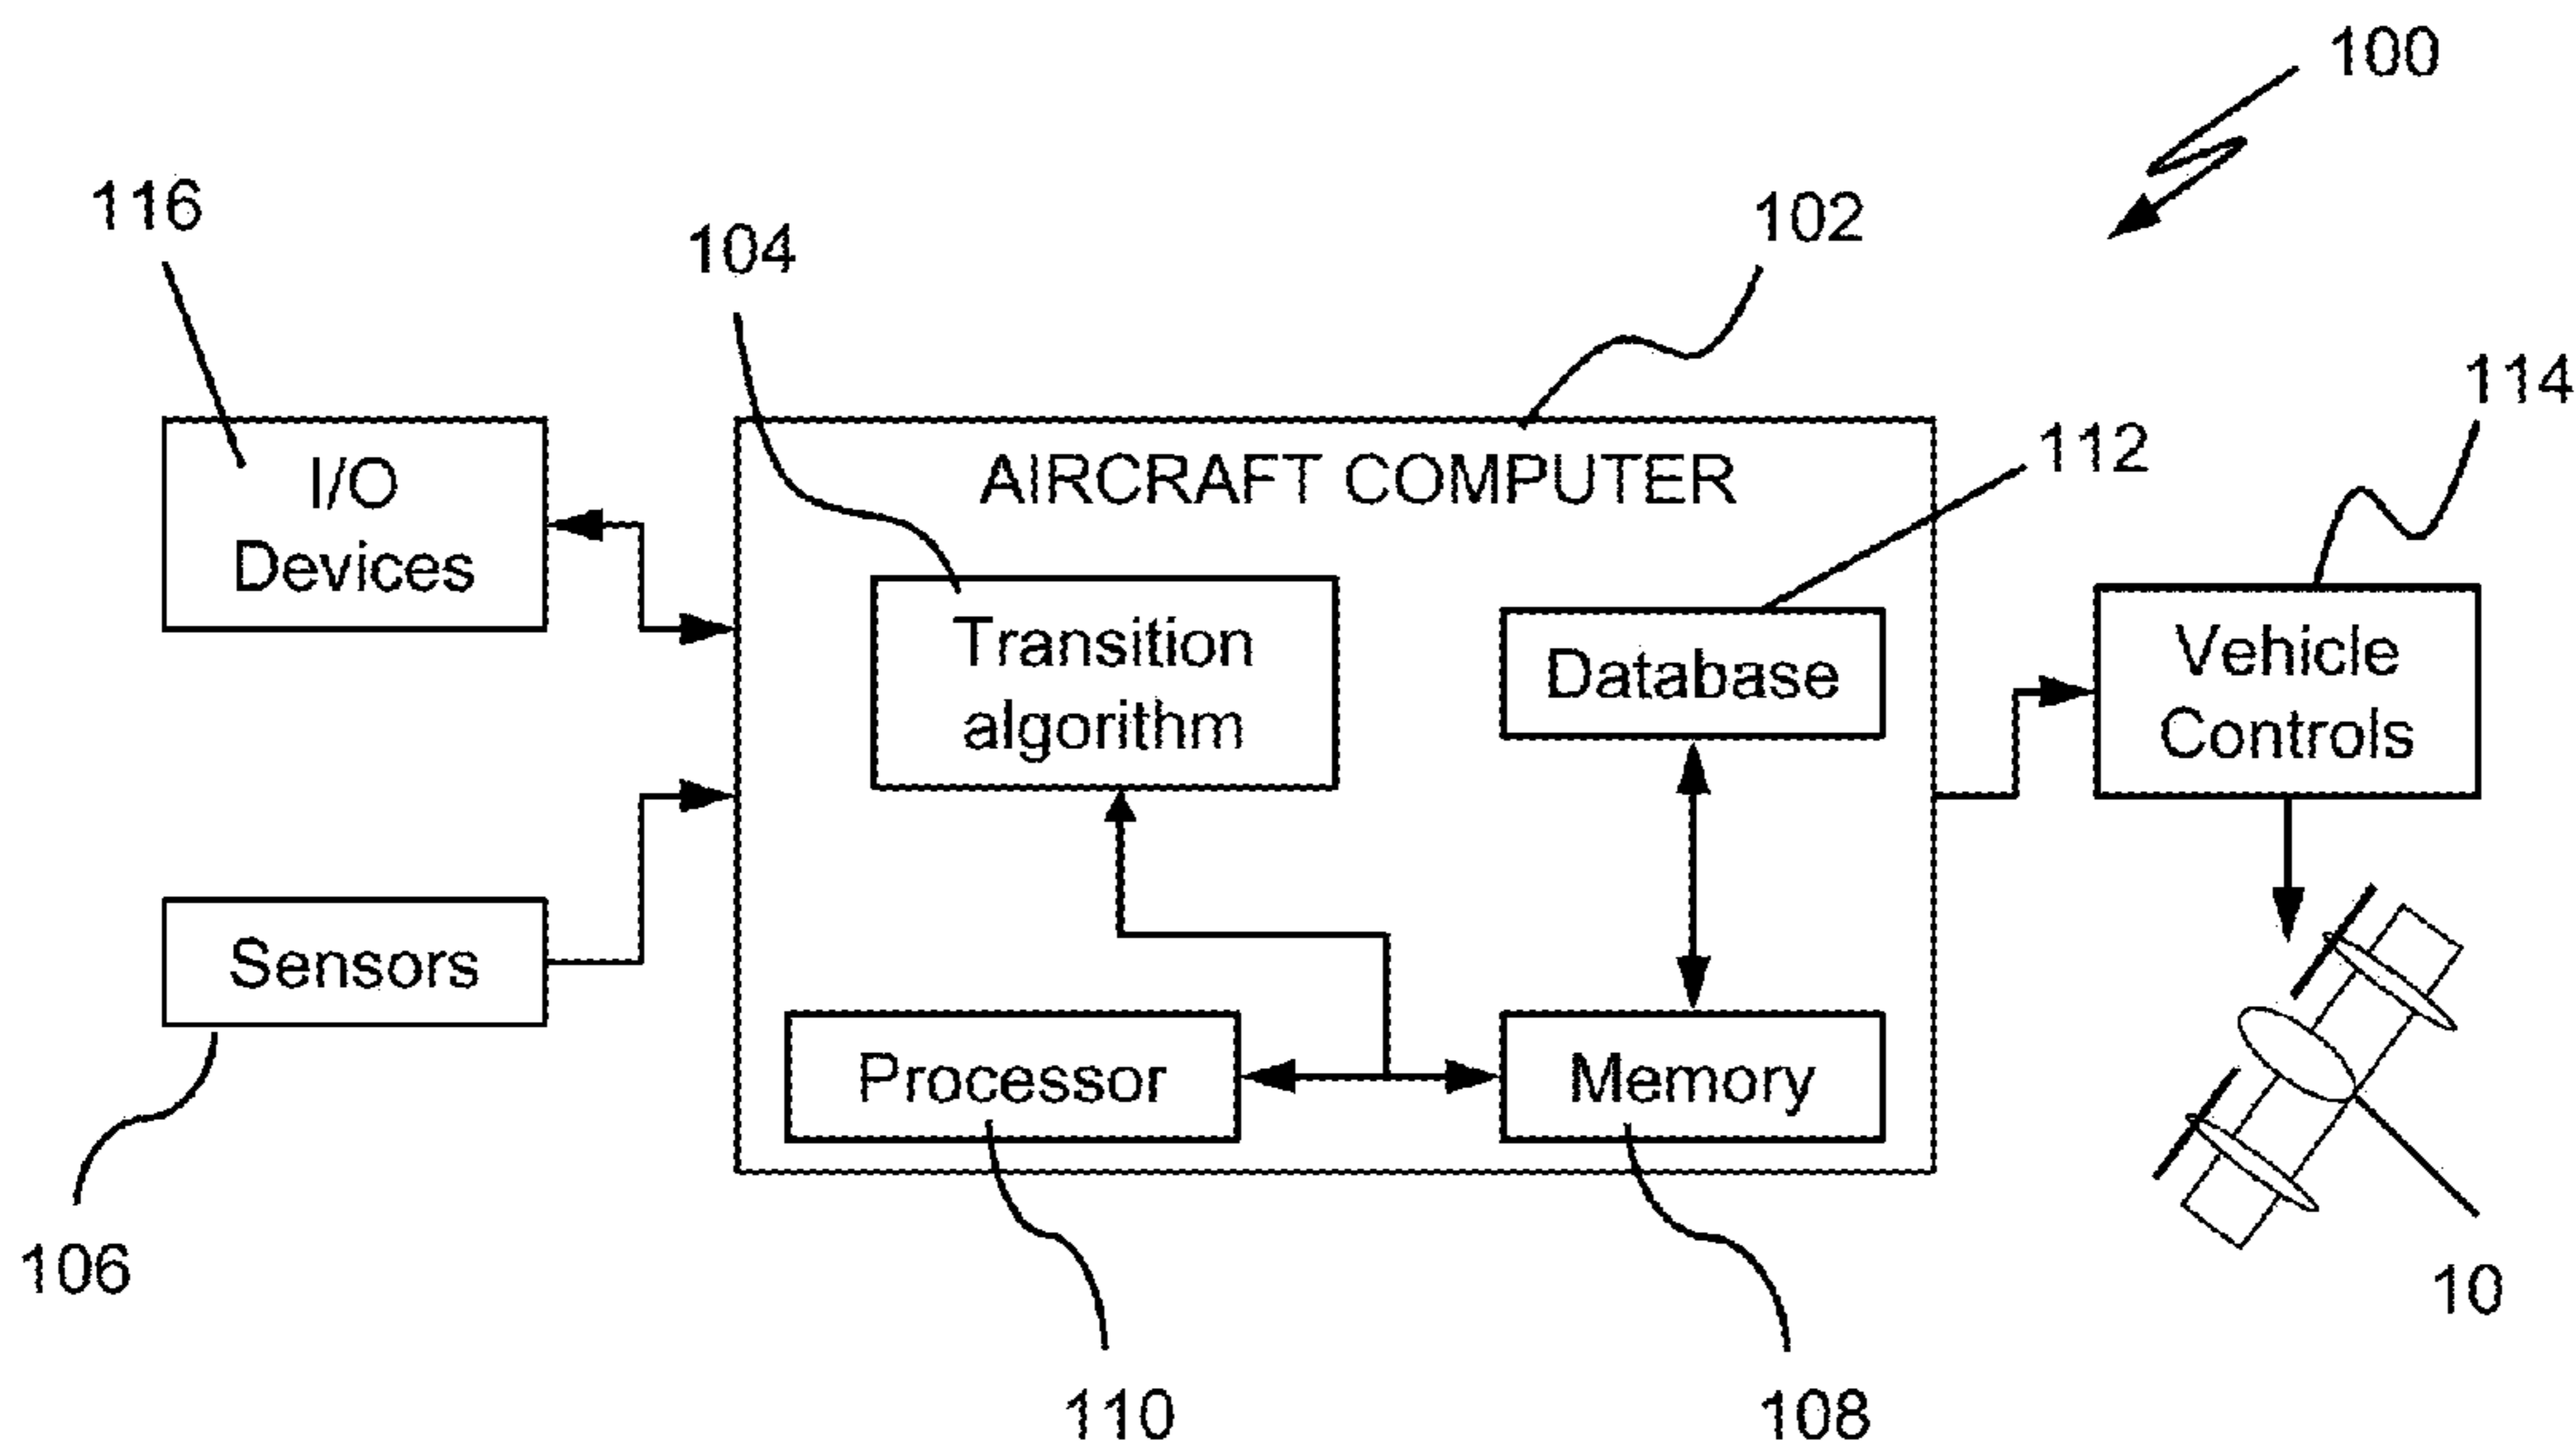 100
116
104
102
114
112
AIRCRAFT COMPUTER
I/O
Devices
Transition
algorithm
Database
Vehicle
Controls
Sensors
Processor
Memory
106
10
110
108